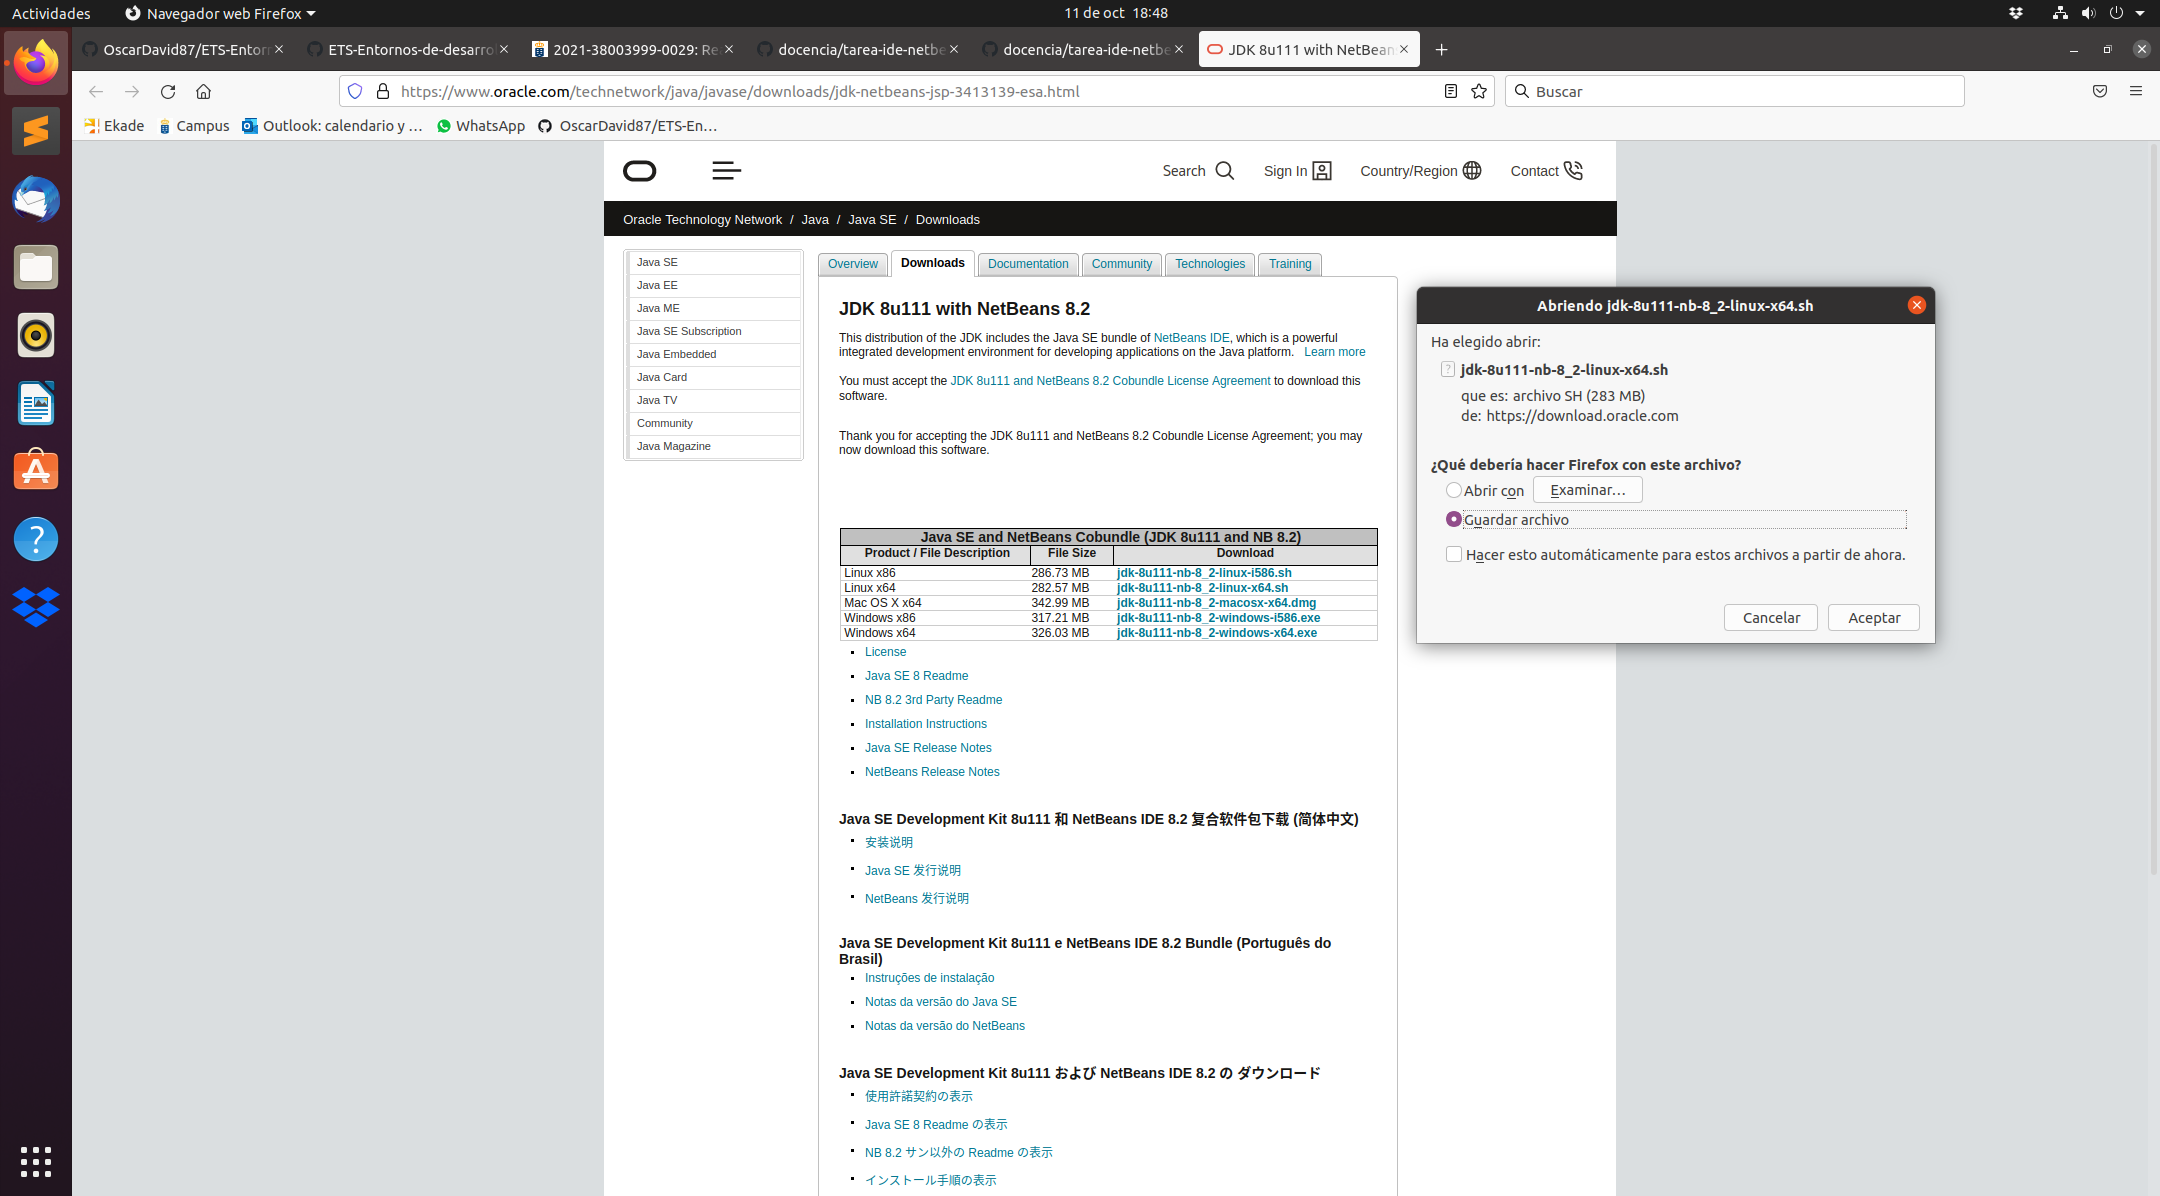 Actividades
Navegador web Firefox
11 de oct 18:48
OscarDavid87/ETS-Entorn
ETS-Entornos-de-desarro
2021-38003999-0029: Re
docencia/tarea-ide-netbe
docencia/tarea-ide-netbe
JDK 8u111 with NetBean
https://www.oracle.com/technetwork/java/javase/downloads/jdk-netbeans-jsp-3413139-esa.html
Buscar
Ekade
Campus
Outlook: calendario y …
WhatsApp
OscarDavid87/ETS-En…
Search
Sign In
Country/Region
Contact
Oracle Technology Network / Java / Java SE / Downloads
Java SE
Java EE
Java ME
Java SE Subscription
Java Embedded
Java Card
Java TV
Community
Java Magazine
Overview
Downloads
Documentation
Community
Technologies
Training
JDK 8u111 with NetBeans 8.2
This distribution of the JDK includes the Java SE bundle of NetBeans IDE, which is a powerful
integrated development environment for developing applications on the Java platform. Learn more
You must accept the JDK 8u111 and NetBeans 8.2 Cobundle License Agreement to download this
software.
Thank you for accepting the JDK 8u111 and NetBeans 8.2 Cobundle License Agreement; you may
now download this software.
Java SE and NetBeans Cobundle (JDK 8u111 and NB 8.2)
Product / File Description File Size Download
Linux x86 286.73 MB jdk-8u111-nb-8_2-linux-i586.sh
Linux x64 282.57 MB jdk-8u111-nb-8_2-linux-x64.sh
Mac OS X x64 342.99 MB jdk-8u111-nb-8_2-macosx-x64.dmg
Windows x86 317.21 MB jdk-8u111-nb-8_2-windows-i586.exe
Windows x64 326.03 MB jdk-8u111-nb-8_2-windows-x64.exe
License
Java SE 8 Readme
NB 8.2 3rd Party Readme
Installation Instructions
Java SE Release Notes
NetBeans Release Notes
Java SE Development Kit 8u111 和 NetBeans IDE 8.2 复合软件包下载 (简体中文)
安装说明
Java SE 发行说明
NetBeans 发行说明
Java SE Development Kit 8u111 e NetBeans IDE 8.2 Bundle (Português do
Brasil)
Instruções de instalação
Notas da versão do Java SE
Notas da versão do NetBeans
Java SE Development Kit 8u111 および NetBeans IDE 8.2 の ダウンロード
使用許諾契約の表示
Java SE 8 Readme の表示
NB 8.2 サン以外の Readme の表示
インストール手順の表示
Abriendo jdk-8u111-nb-8_2-linux-x64.sh
Ha elegido abrir:
jdk-8u111-nb-8_2-linux-x64.sh
que es: archivo SH (283 MB)
de: https://download.oracle.com
¿Qué debería hacer Firefox con este archivo?
Abrir con
Examinar…
Guardar archivo
Hacer esto automáticamente para estos archivos a partir de ahora.
Cancelar
Aceptar